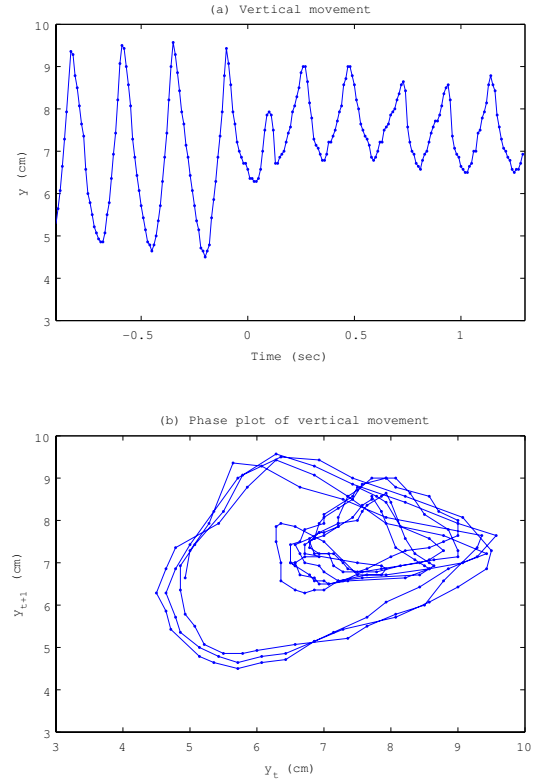 (a) Vertical movement
10
9
8
7
6
5
4
3
y (cm)
−0.5 0 0.5 1
Time (sec)
(b) Phase plot of vertical movement
10
9
8
7
6
5
4
3
y t+1 (cm)
3 4 5 6 7 8 9 10
y t (cm)